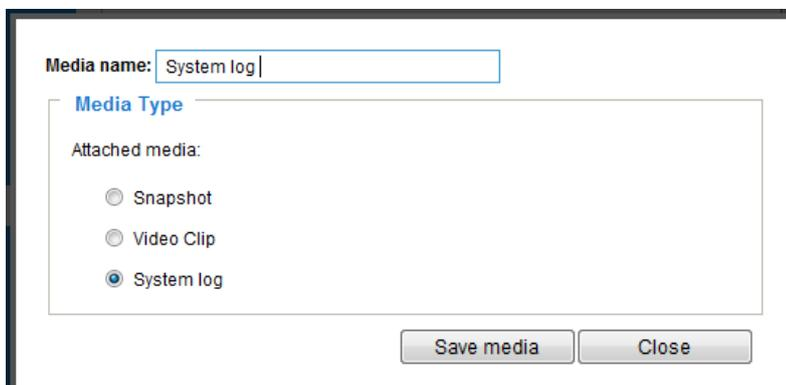 Media name: System log
Media Type
Attached media:
Snapshot
Video Clip
System log
Save media Close